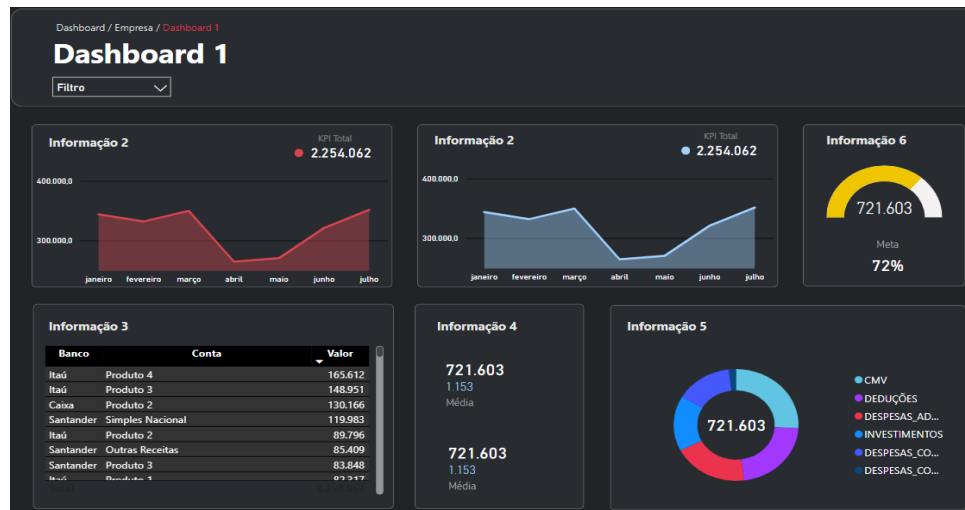 Dashboard / Empresa / Dashboard 1
Dashboard 1
Filtro
Informação 2
KPI Total
2.254.062
400.000,0
300.000,0
janeiro fevereiro março abril maio junho julho
Informação 2
KPI Total
2.254.062
400.000,0
300.000,0
janeiro fevereiro março abril maio junho julho
Informação 6
721.603
Meta
72%
Informação 3
Banco Conta Valor
Itaú Produto 4 165.612
Itaú Produto 3 148.951
Caixa Produto 2 130.166
Santander Simples Nacional 119.983
Itaú Produto 2 89.796
Santander Outras Receitas 85.409
Santander Produto 3 83.848
Itaú Produto 1 82.317
Total
Informação 4
721.603
1.153
Média
721.603
1.153
Média
Informação 5
721.603
CMV
DEDUÇÕES
DESPESAS_AD...
INVESTIMENTOS
DESPESAS_CO...
DESPESAS_CO...